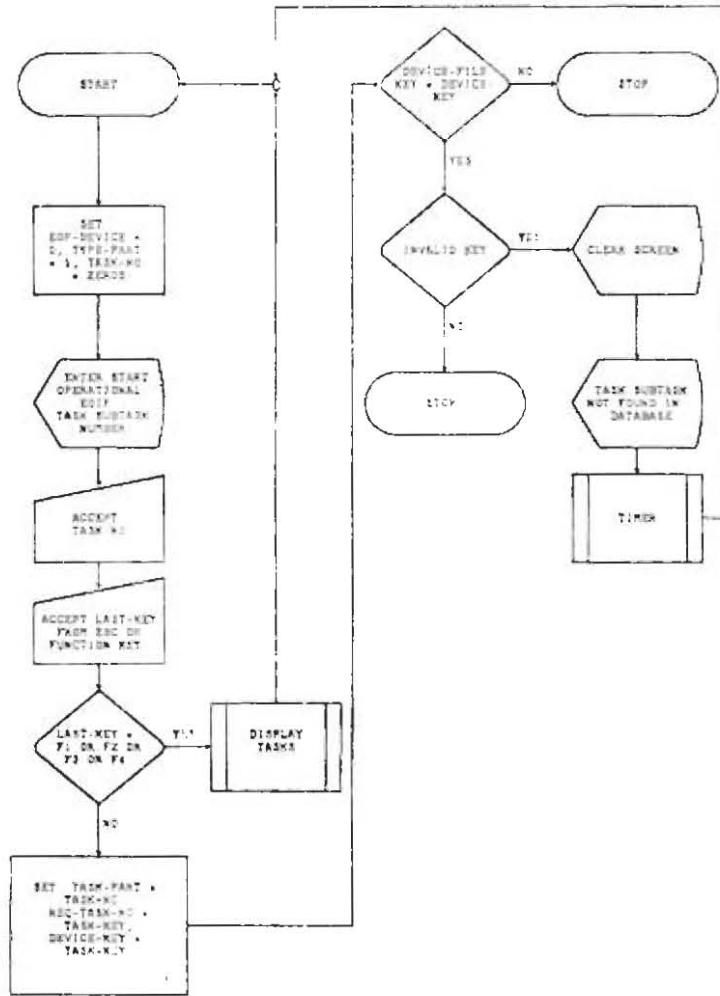 START
SET
EOF-DEVICE =
0, TYPE-PART
= 1, TASK-NO
= ZEROS
ENTER START
OPERATIONAL
TASK SUBTASK
NUMBER
ACCEPT
TASK-NO
ACCEPT LAST-KEY
FROM ESC OR
FUNCTION KEY
LAST-KEY =
F1 OR F2 OR
F3 OR F4
YES
DISPLAY
TASKS
NO
SET TASK-PART =
TASK-NO
REC-TASK-NO =
TASK-KEY,
DEVICE-KEY =
TASK-KEY
DEVICE-FILE
KEY = DEVICE-
KEY
NO
STOP
YES
INVALID KEY
YES
CLEAR SCREEN
NO
STOP
TASK SUBTASK
NOT FOUND IN
DATABASE
TIMER